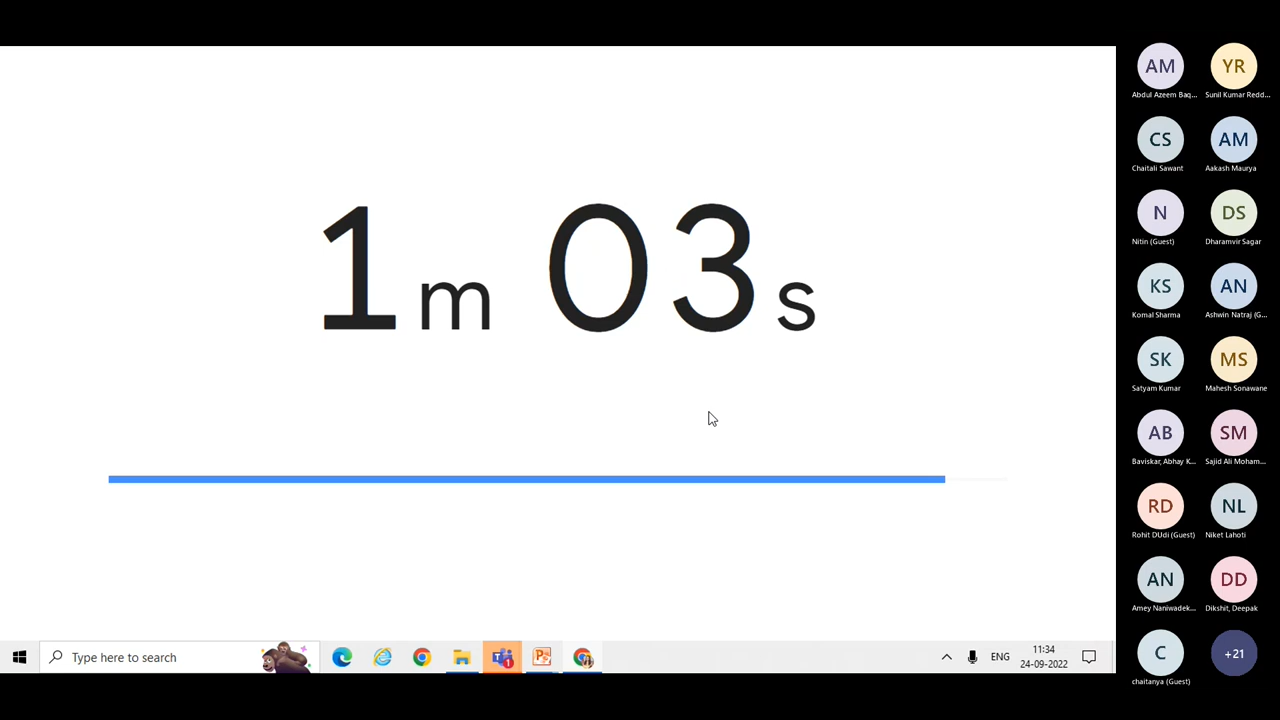 1m 03s
AM YR
Abdul Azeem Baq... Sunil Kumar Redd...
CS AM
Chaitali Sawant Aakash Maurya
N DS
Nitin (Guest) Dharamvir Sagar
KS AN
Komal Sharma Ashwin Natraj (G...
SK MS
Satyam Kumar Mahesh Sonawane
AB SM
Baviskar, Abhay K... Sajid Ali Moham...
RD NL
Rohit DUdi (Guest) Niket Lahoti
AN DD
Amey Naniwadek... Dikshit, Deepak
C +21
chaitanya (Guest)
Type here to search
ENG
11:34
24-09-2022